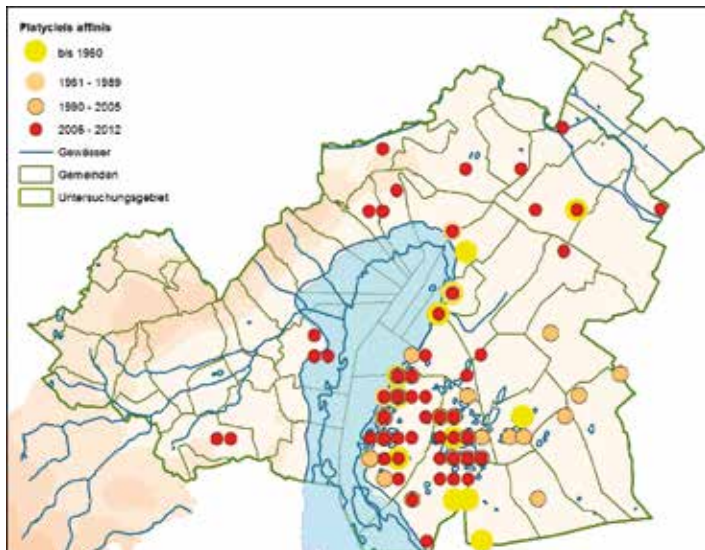 Platycleis affinis
bis 1960
1961 - 1989
1990 - 2005
2006 - 2012
Gewässer
Gemeinden
Untersuchungsgebiet